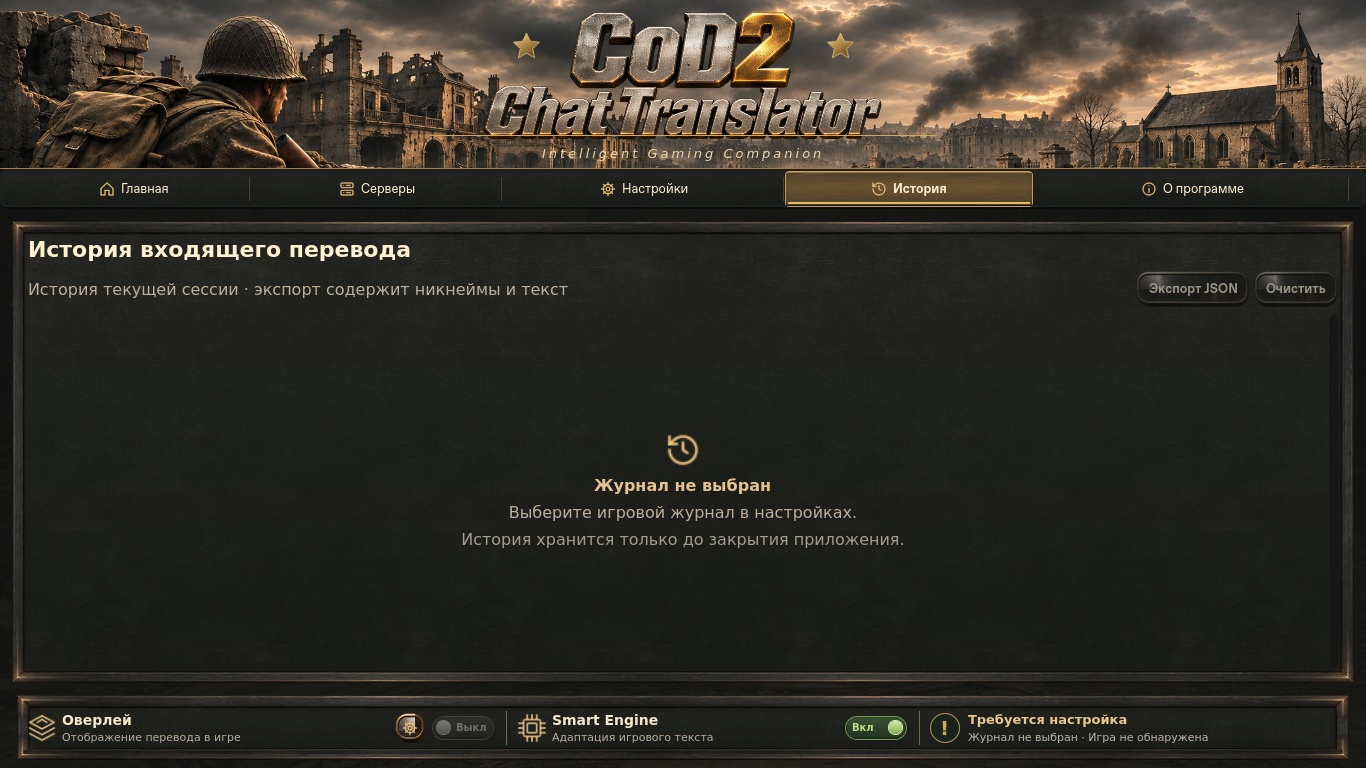 CoD2
Chat Translator
Intelligent Gaming Companion
Главная
Серверы
Настройки
История
О программе
История входящего перевода
История текущей сессии · экспорт содержит никнеймы и текст
Экспорт JSON
Очистить
Журнал не выбран
Выберите игровой журнал в настройках.
История хранится только до закрытия приложения.
Оверлей
Отображение перевода в игре
Выкл
Smart Engine
Адаптация игрового текста
Вкл
Требуется настройка
Журнал не выбран · Игра не обнаружена